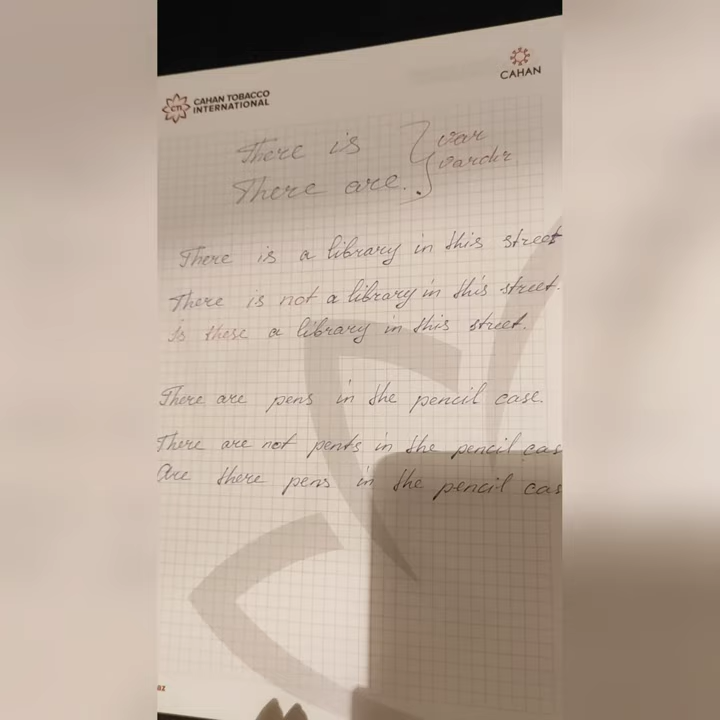 CAHAN TOBACCO
INTERNATIONAL
CTI
CAHAN
There is
There are.
var
vardır
There is a library in this street
There is not a library in this street.
Is there a library in this street.
There are pens in the pencil case.
There are not pents in the pencil cas
Are there pens in the pencil cas
az